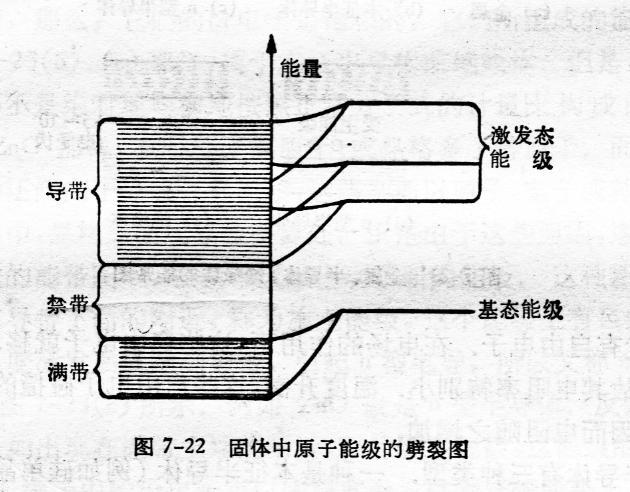 能量
激发态
能 级
导带
禁带
基态能级
满带
图 7-22 固体中原子能级的劈裂图